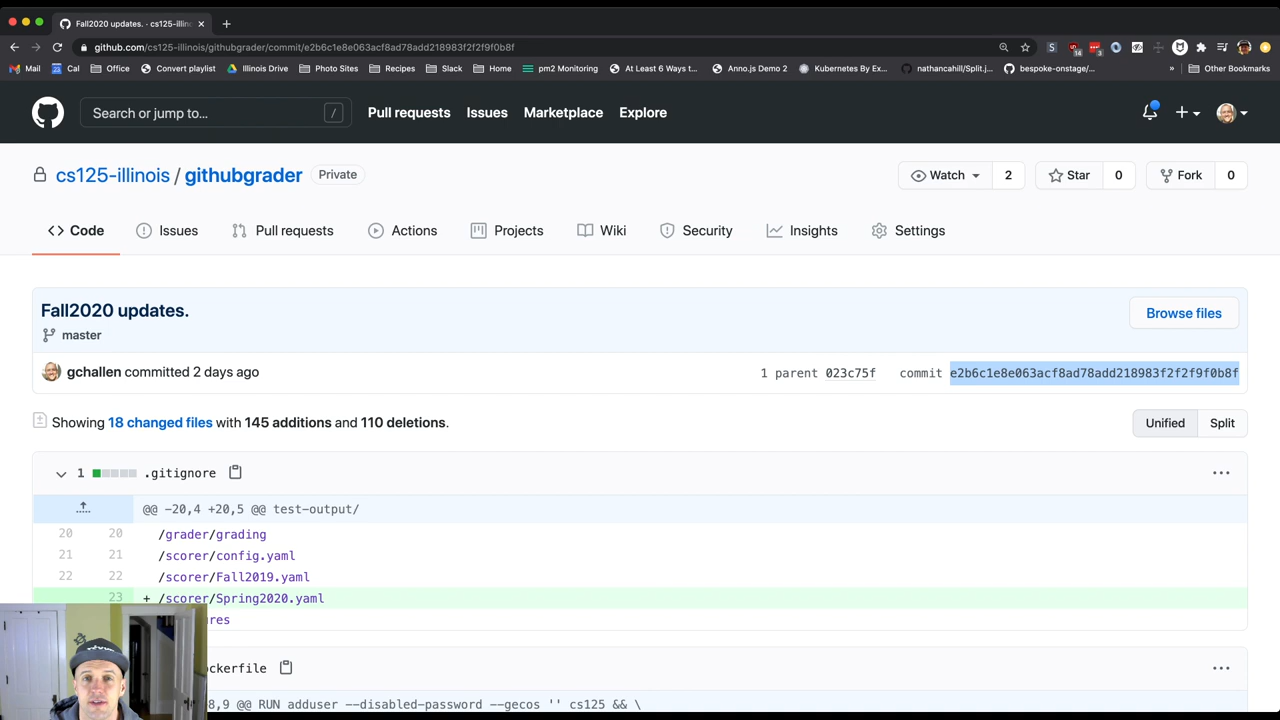 Fall2020 updates. · cs125-illino
github.com/cs125-illinois/githubgrader/commit/e2b6c1e8e063acf8ad78add218983f2f2f9f0b8f
Mail Cal Office Convert playlist Illinois Drive Photo Sites Recipes Slack Home pm2 Monitoring At Least 6 Ways t... Anno.js Demo 2 Kubernetes By Ex... nathancahill/Split.j... bespoke-onstage/... » Other Bookmarks
Search or jump to... / Pull requests Issues Marketplace Explore
cs125-illinois / githubgrader Private Watch 2 Star 0 Fork 0
Code Issues Pull requests Actions Projects Wiki Security Insights Settings
Fall2020 updates. Browse files
master
gchallen committed 2 days ago 1 parent 023c75f commit e2b6c1e8e063acf8ad78add218983f2f2f9f0b8f
Showing 18 changed files with 145 additions and 110 deletions. Unified Split
1 .gitignore
@@ -20,4 +20,5 @@ test-output/
20 20 /grader/grading
21 21 /scorer/config.yaml
22 22 /scorer/Fall2019.yaml
23 + /scorer/Spring2020.yaml
ures
ockerfile
8,9 @@ RUN adduser --disabled-password --gecos '' cs125 && \